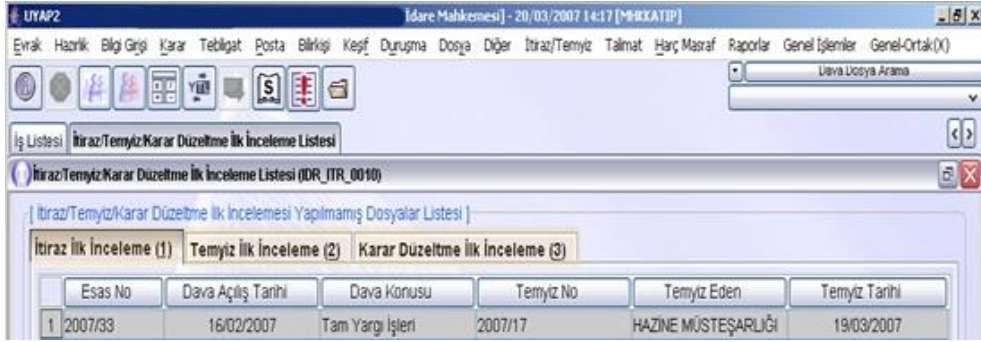 UYAP2 İdare Mahkemesi] - 20/03/2007 14:17 [MHKKATIP]
Evrak Hazırlık Bilgi Girişi Karar Tebligat Posta Bilirkişi Keşif Duruşma Dosya Diğer İtiraz/Temyiz Talimat Harç Masraf Raporlar Genel İşlemler Genel-Ortak(X)
Dava Dosya Arama
İş Listesi İtiraz/Temyiz/Karar Düzeltme İlk İnceleme Listesi
İtiraz/Temyiz/Karar Düzeltme İlk İnceleme Listesi (IDR_ITR_0010)
[ İtiraz/Temyiz/Karar Düzeltme İlk İncelemesi Yapılmamış Dosyalar Listesi ]
İtiraz İlk İnceleme (1) Temyiz İlk İnceleme (2) Karar Düzeltme İlk İnceleme (3)
Esas No Dava Açılış Tarihi Dava Konusu Temyiz No Temyiz Eden Temyiz Tarihi
1 2007/33 16/02/2007 Tam Yargı İşleri 2007/17 HAZİNE MÜSTEŞARLIĞI 19/03/2007